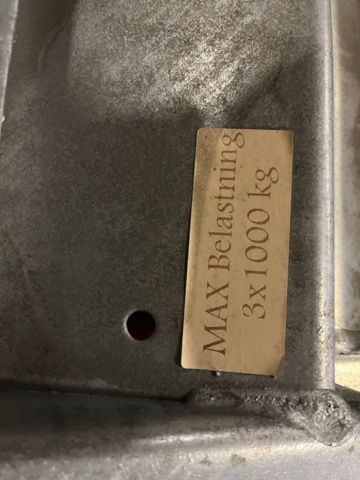 MAX Belastning
3x1000 kg